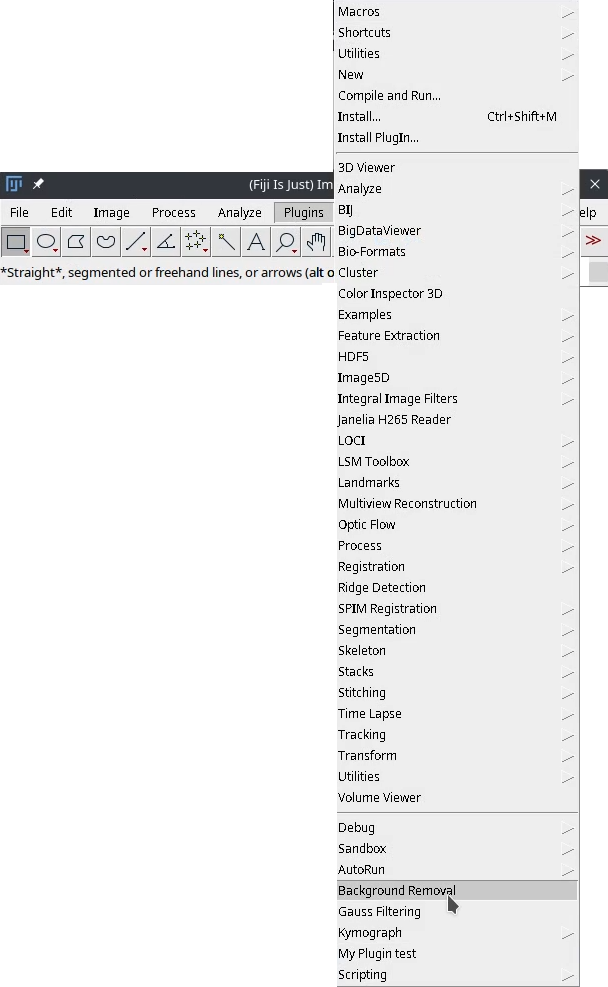 Macros
Shortcuts
Utilities
New
Compile and Run...
Install... Ctrl+Shift+M
Install PlugIn...
(Fiji Is Just) Im
File Edit Image Process Analyze Plugins elp
*Straight*, segmented or freehand lines, or arrows (alt o
3D Viewer
Analyze
BIJ
BigDataViewer
Bio-Formats
Cluster
Color Inspector 3D
Examples
Feature Extraction
HDF5
Image5D
Integral Image Filters
Janelia H265 Reader
LOCI
LSM Toolbox
Landmarks
Multiview Reconstruction
Optic Flow
Process
Registration
Ridge Detection
SPIM Registration
Segmentation
Skeleton
Stacks
Stitching
Time Lapse
Tracking
Transform
Utilities
Volume Viewer
Debug
Sandbox
AutoRun
Background Removal
Gauss Filtering
Kymograph
My Plugin test
Scripting